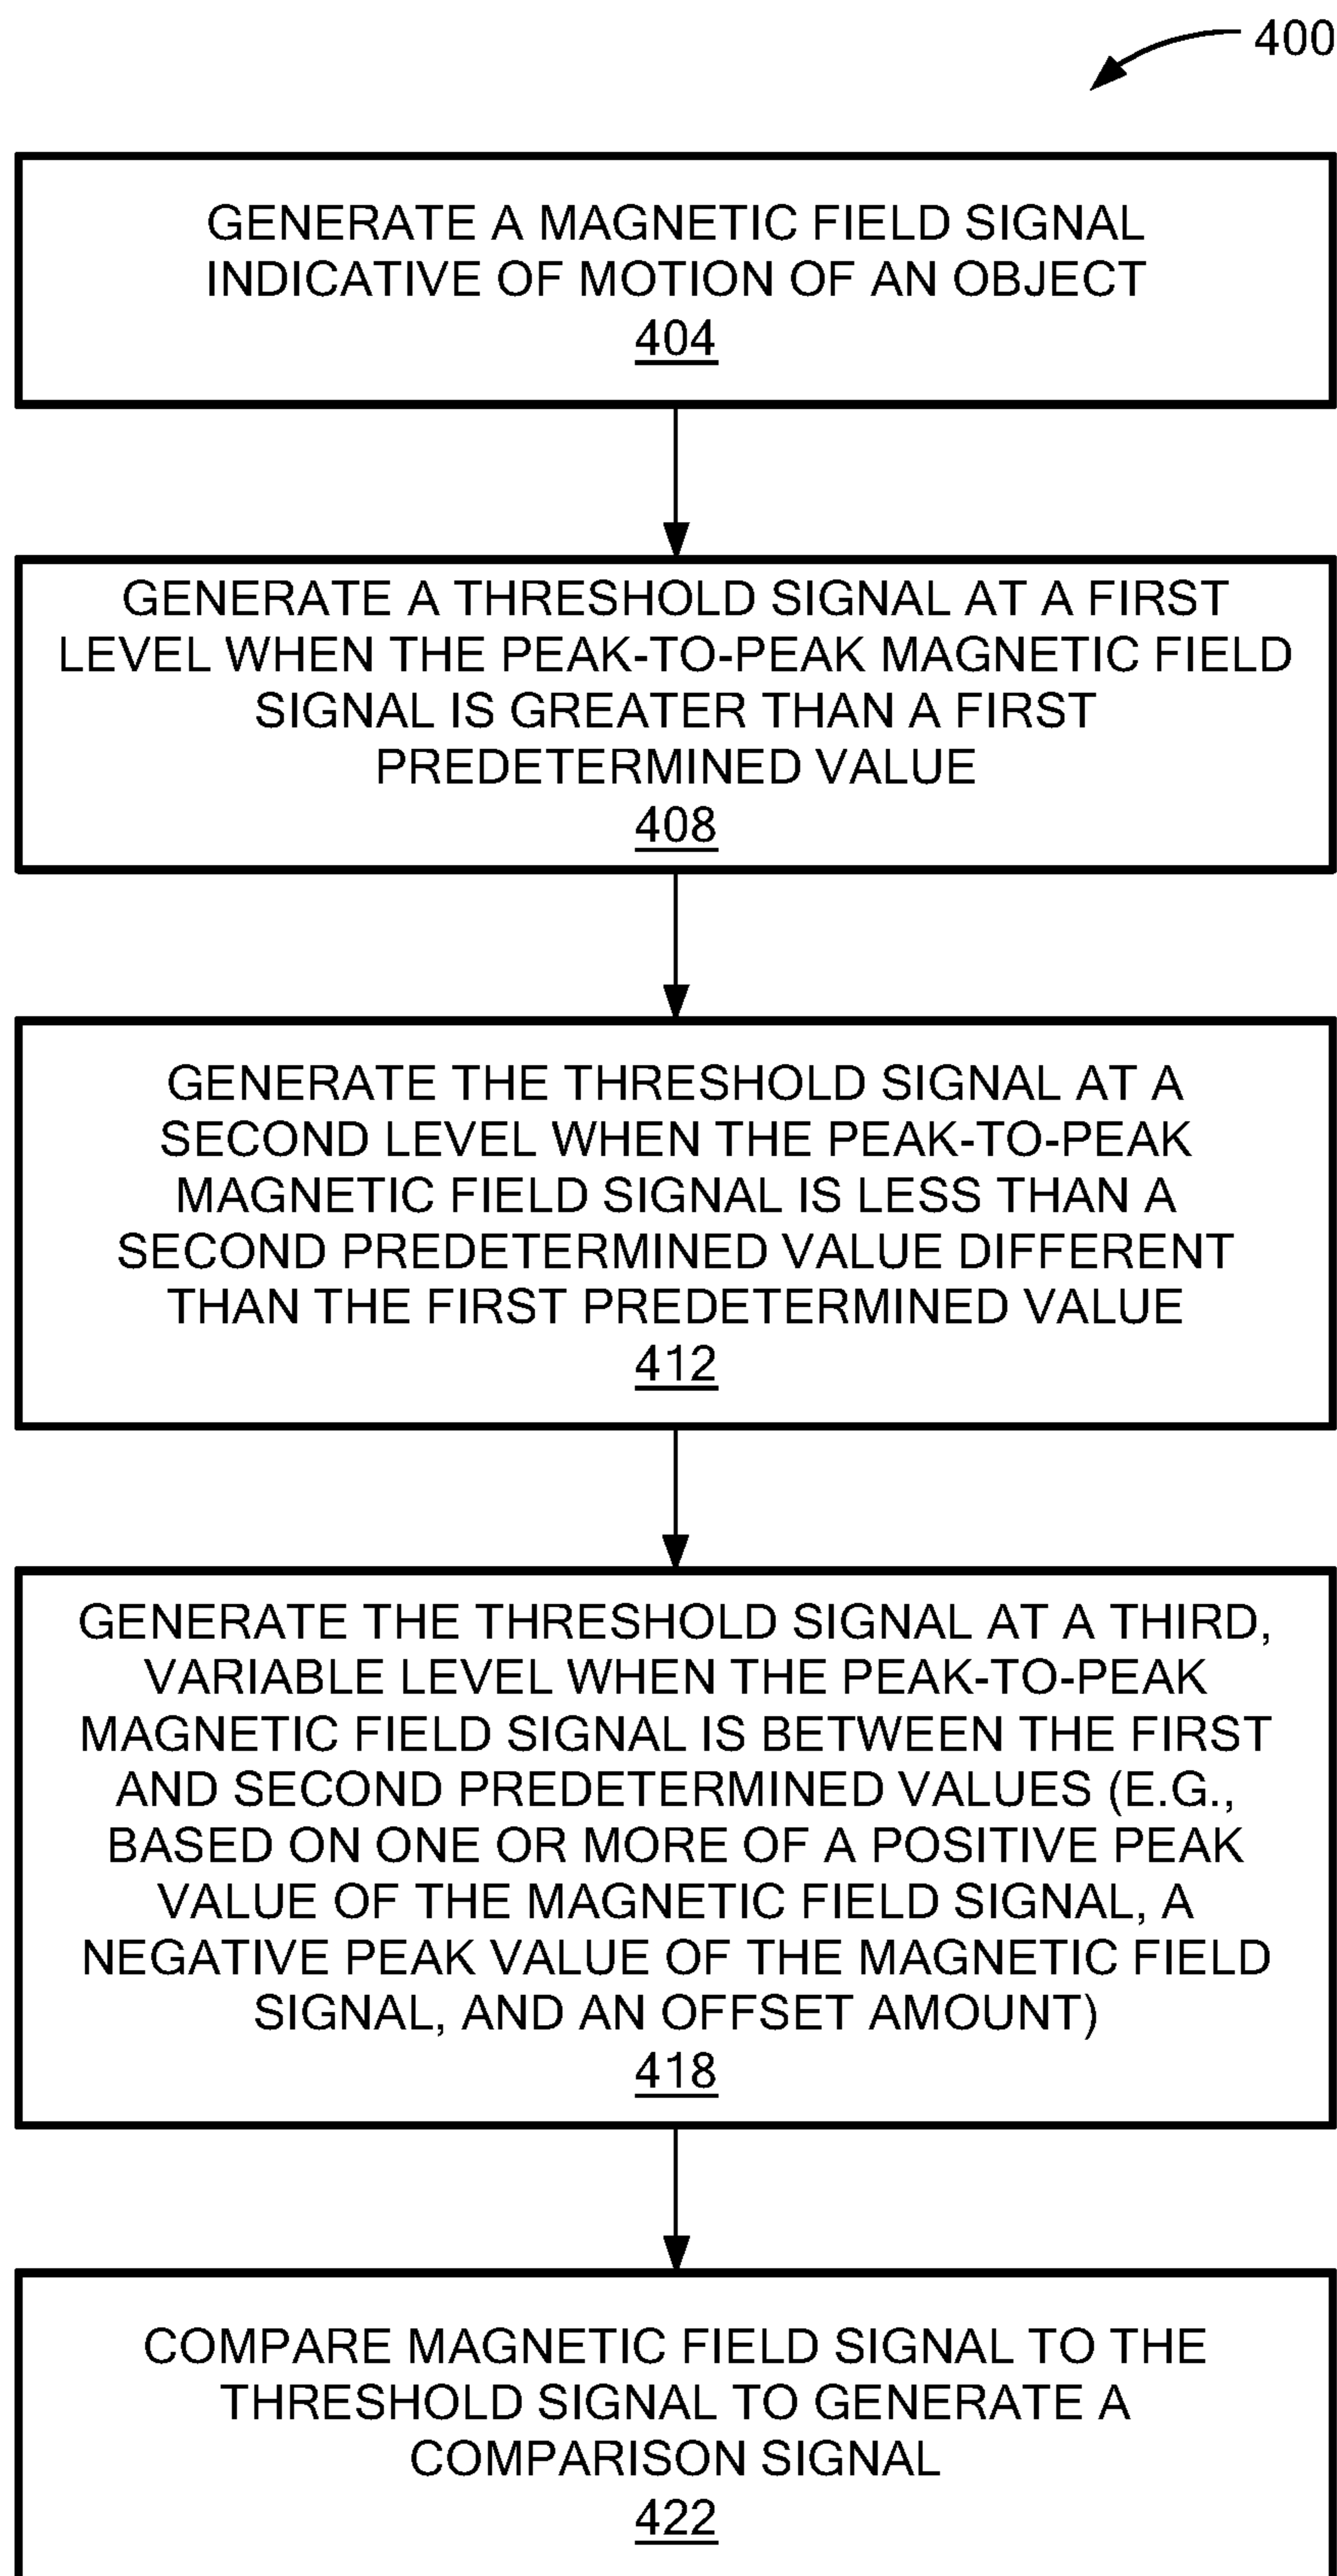 400
GENERATE A MAGNETIC FIELD SIGNAL
INDICATIVE OF MOTION OF AN OBJECT
404
GENERATE A THRESHOLD SIGNAL AT A FIRST
LEVEL WHEN THE PEAK-TO-PEAK MAGNETIC FIELD
SIGNAL IS GREATER THAN A FIRST
PREDETERMINED VALUE
408
GENERATE THE THRESHOLD SIGNAL AT A
SECOND LEVEL WHEN THE PEAK-TO-PEAK
MAGNETIC FIELD SIGNAL IS LESS THAN A
SECOND PREDETERMINED VALUE DIFFERENT
THAN THE FIRST PREDETERMINED VALUE
412
GENERATE THE THRESHOLD SIGNAL AT A THIRD,
VARIABLE LEVEL WHEN THE PEAK-TO-PEAK
MAGNETIC FIELD SIGNAL IS BETWEEN THE FIRST
AND SECOND PREDETERMINED VALUES (E.G.,
BASED ON ONE OR MORE OF A POSITIVE PEAK
VALUE OF THE MAGNETIC FIELD SIGNAL, A
NEGATIVE PEAK VALUE OF THE MAGNETIC FIELD
SIGNAL, AND AN OFFSET AMOUNT)
418
COMPARE MAGNETIC FIELD SIGNAL TO THE
THRESHOLD SIGNAL TO GENERATE A
COMPARISON SIGNAL
422